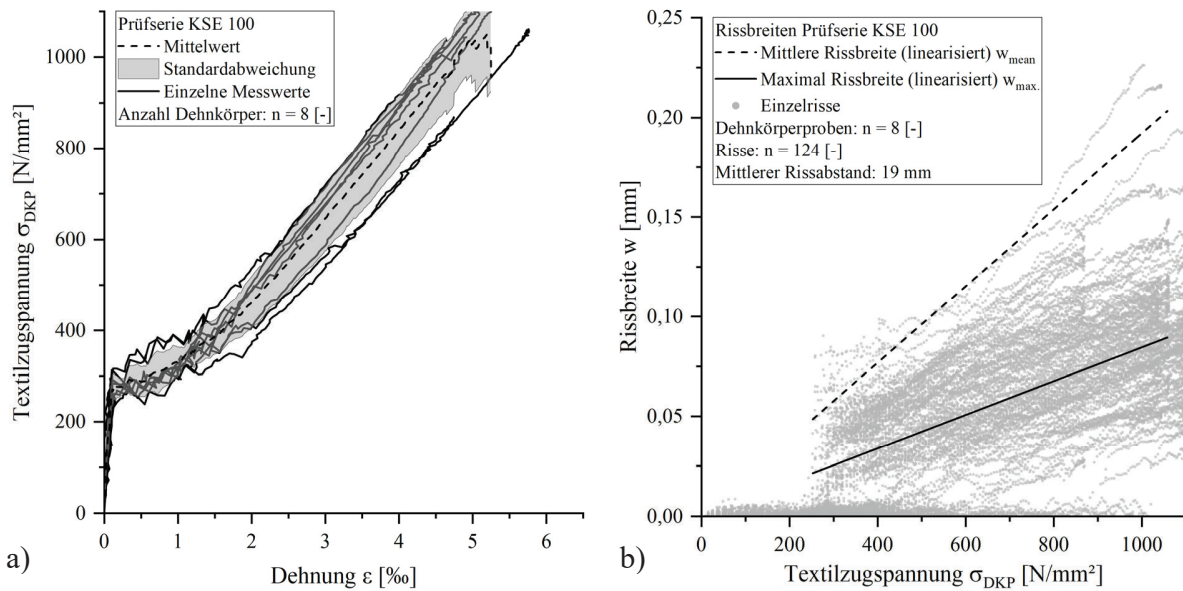 Prüfserie KSE 100
Mittelwert
Standardabweichung
Einzelne Messwerte
Anzahl Dehnkörper: n = 8 [-]
Textilzugspannung σDKP [N/mm²]
1000
800
600
400
200
0
0 1 2 3 4 5 6
Dehnung ε [‰]
a)
Rissbreiten Prüfserie KSE 100
Mittlere Rissbreite (linearisiert) wmean
Maximal Rissbreite (linearisiert) wmax.
Einzelrisse
Dehnkörperproben: n = 8 [-]
Risse: n = 124 [-]
Mittlerer Rissabstand: 19 mm
Rissbreite w [mm]
0,25
0,20
0,15
0,10
0,05
0,00
0 200 400 600 800 1000
Textilzugspannung σDKP [N/mm²]
b)